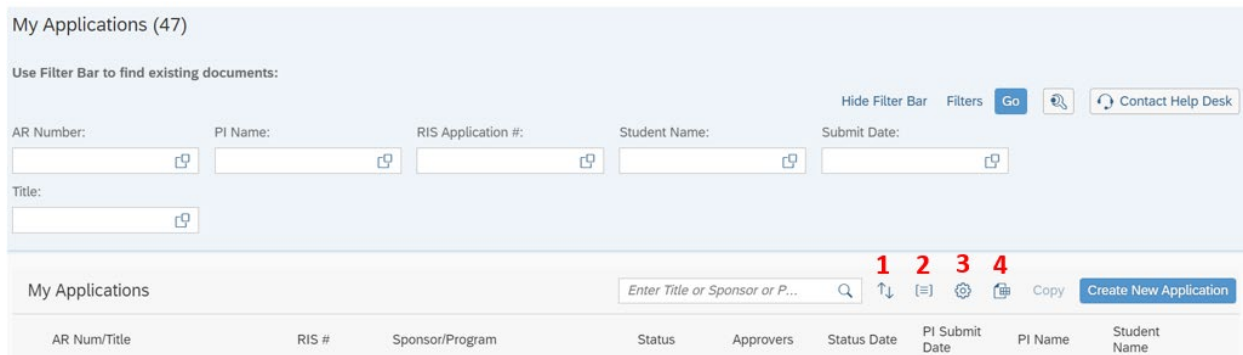 My Applications (47)
Use Filter Bar to find existing documents:
Hide Filter Bar Filters Go Contact Help Desk
AR Number: PI Name: RIS Application #: Student Name: Submit Date:
Title:
1 2 3 4
My Applications Enter Title or Sponsor or P... Copy Create New Application
AR Num/Title RIS # Sponsor/Program Status Approvers Status Date PI Submit Date PI Name Student Name